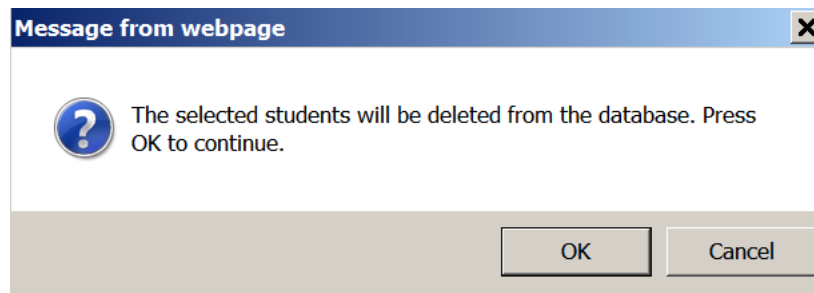 Message from webpage
The selected students will be deleted from the database. Press
OK to continue.
OK
Cancel